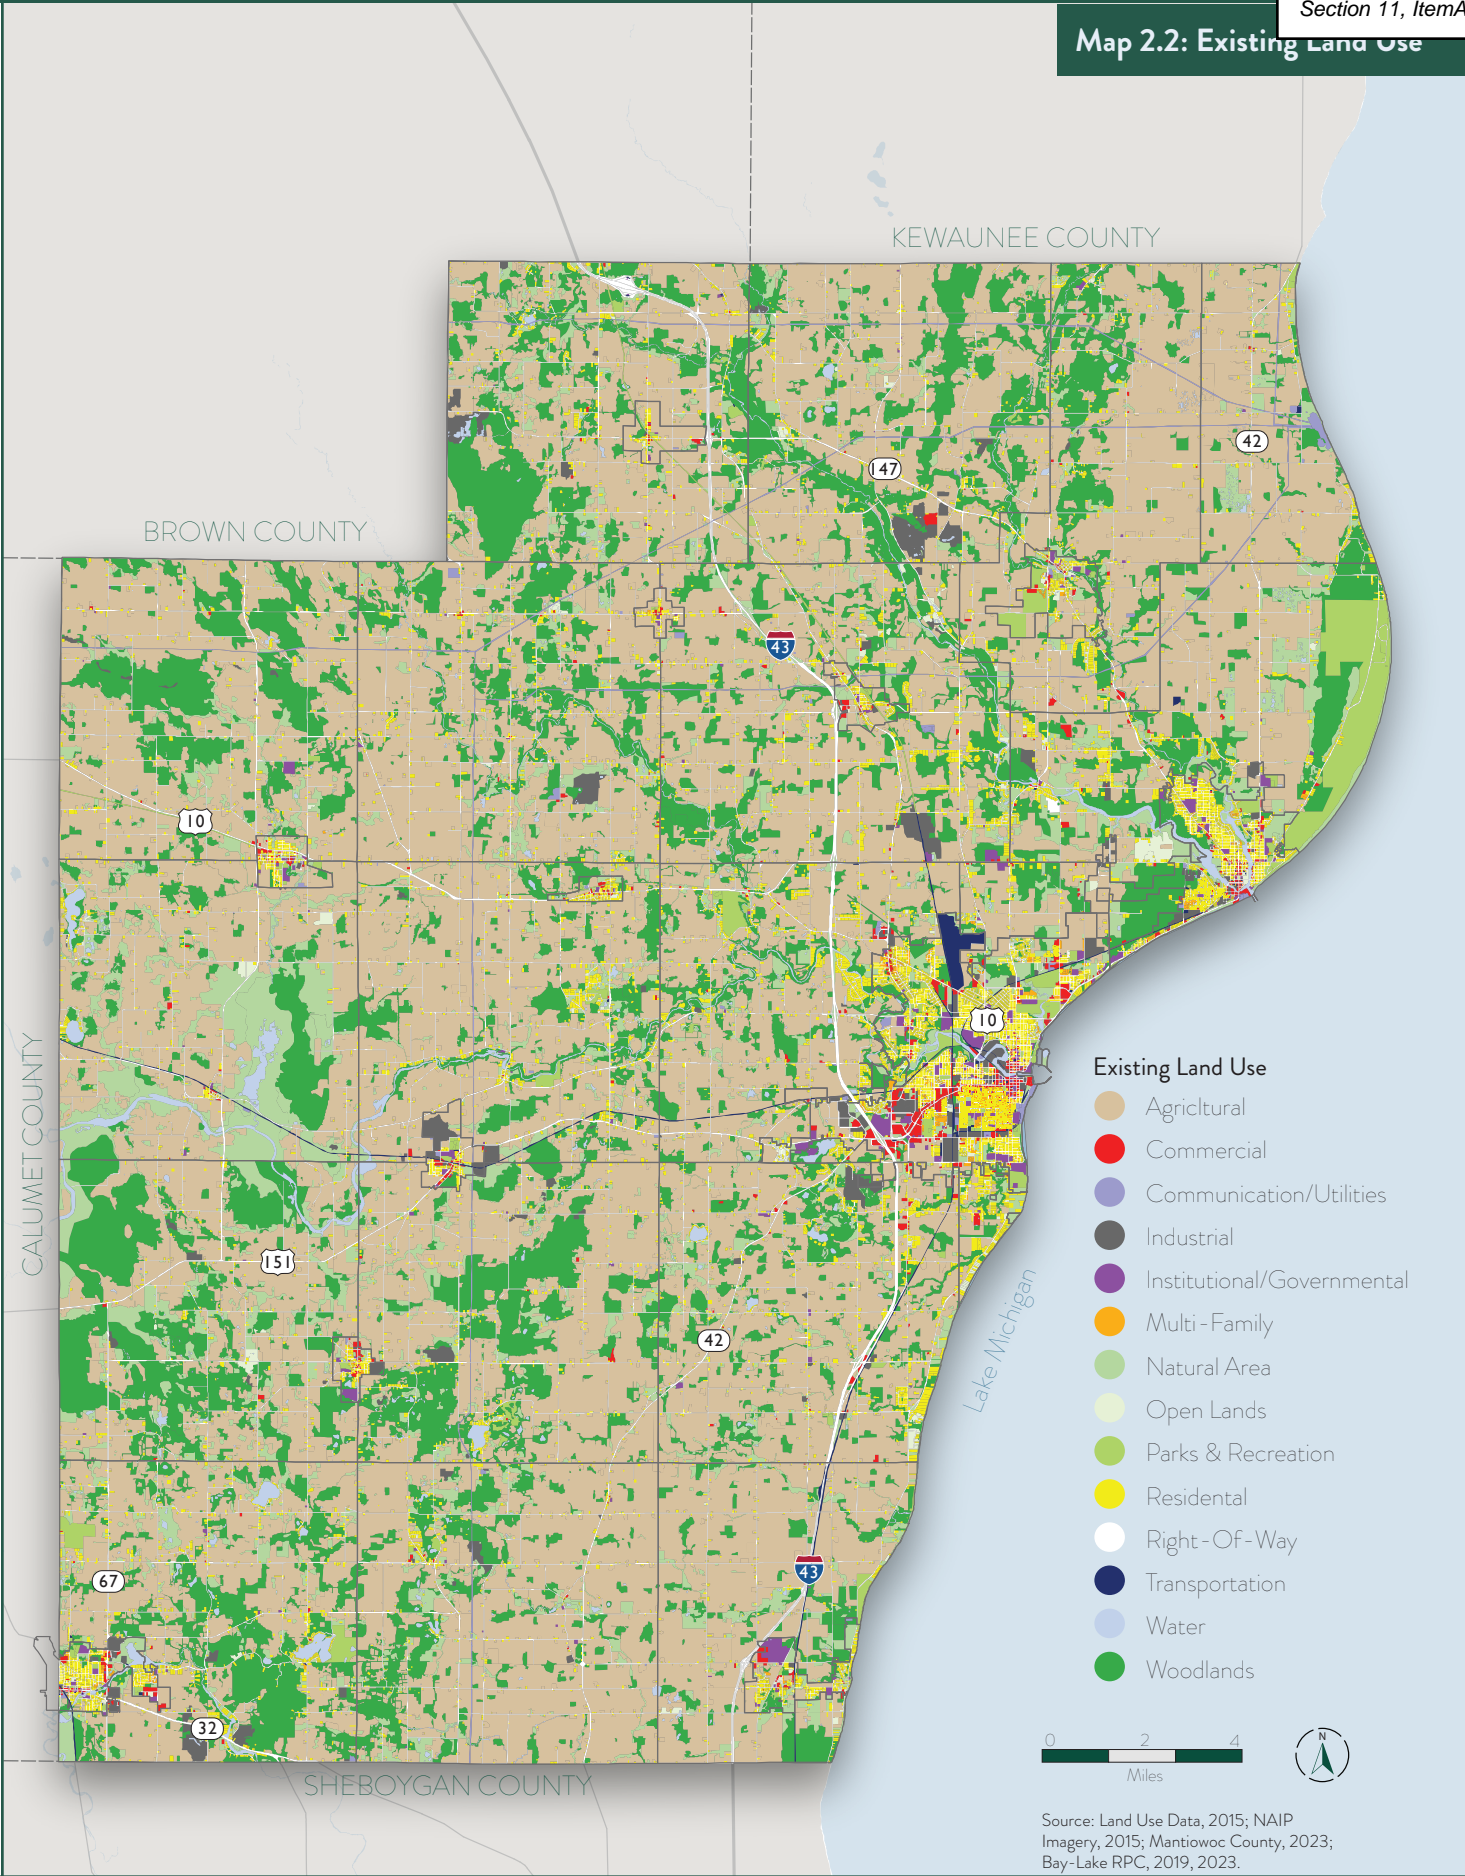 Section 11, ItemA
Map 2.2: Existing Land Use
KEWAUNEE COUNTY
42
147
BROWN COUNTY
43
10
10
CALUMET COUNTY
151
42
Lake Michigan
43
67
32
SHEBOYGAN COUNTY
Existing Land Use
Agricltural
Commercial
Communication/Utilities
Industrial
Institutional/Governmental
Multi-Family
Natural Area
Open Lands
Parks & Recreation
Residental
Right-Of-Way
Transportation
Water
Woodlands
0 2 4
Miles
N
Source: Land Use Data, 2015; NAIP
Imagery, 2015; Mantiowoc County, 2023;
Bay-Lake RPC, 2019, 2023.